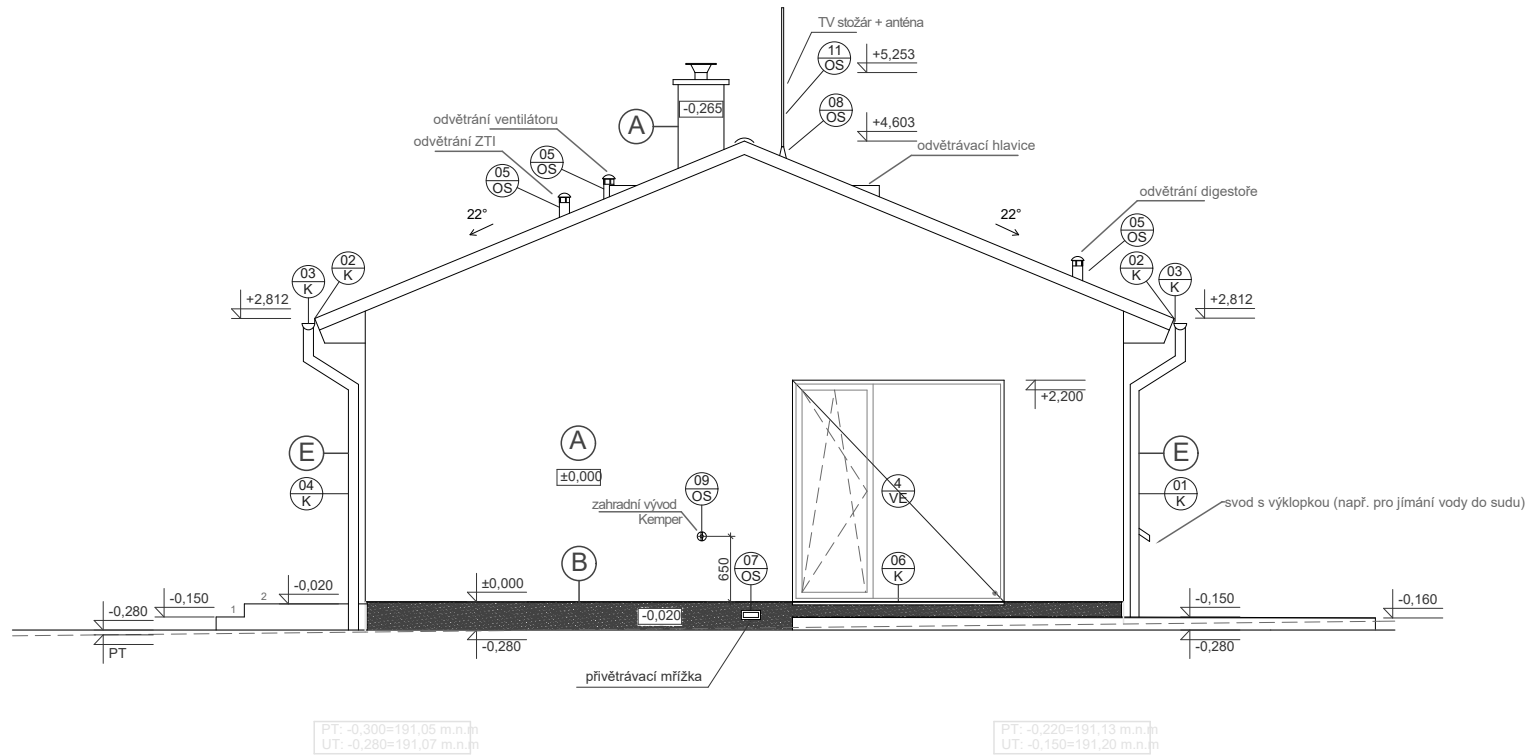 TV stožár + anténa
11
OS
+5,253
-0,265
A
08
OS
+4,603
odvětrání ventilátoru
odvětrání ZTI
odvětrávací hlavice
05
OS
05
OS
odvětrání digestoře
22°
22°
05
OS
03
K
02
K
02
K
03
K
+2,812
+2,812
+2,200
A
±0,000
E
E
04
K
09
OS
4
VE
01
K
zahradní vývod
Kemper
svod s výklopkou (např. pro jímání vody do sudu)
650
B
07
OS
06
K
-0,280
-0,150
1
2
-0,020
±0,000
-0,020
-0,150
-0,160
PT
-0,280
-0,280
přivětrávací mřížka
PT: -0,300=191,05 m.n.m
UT: -0,280=191,07 m.n.m
PT: -0,220=191,13 m.n.m
UT: -0,150=191,20 m.n.m